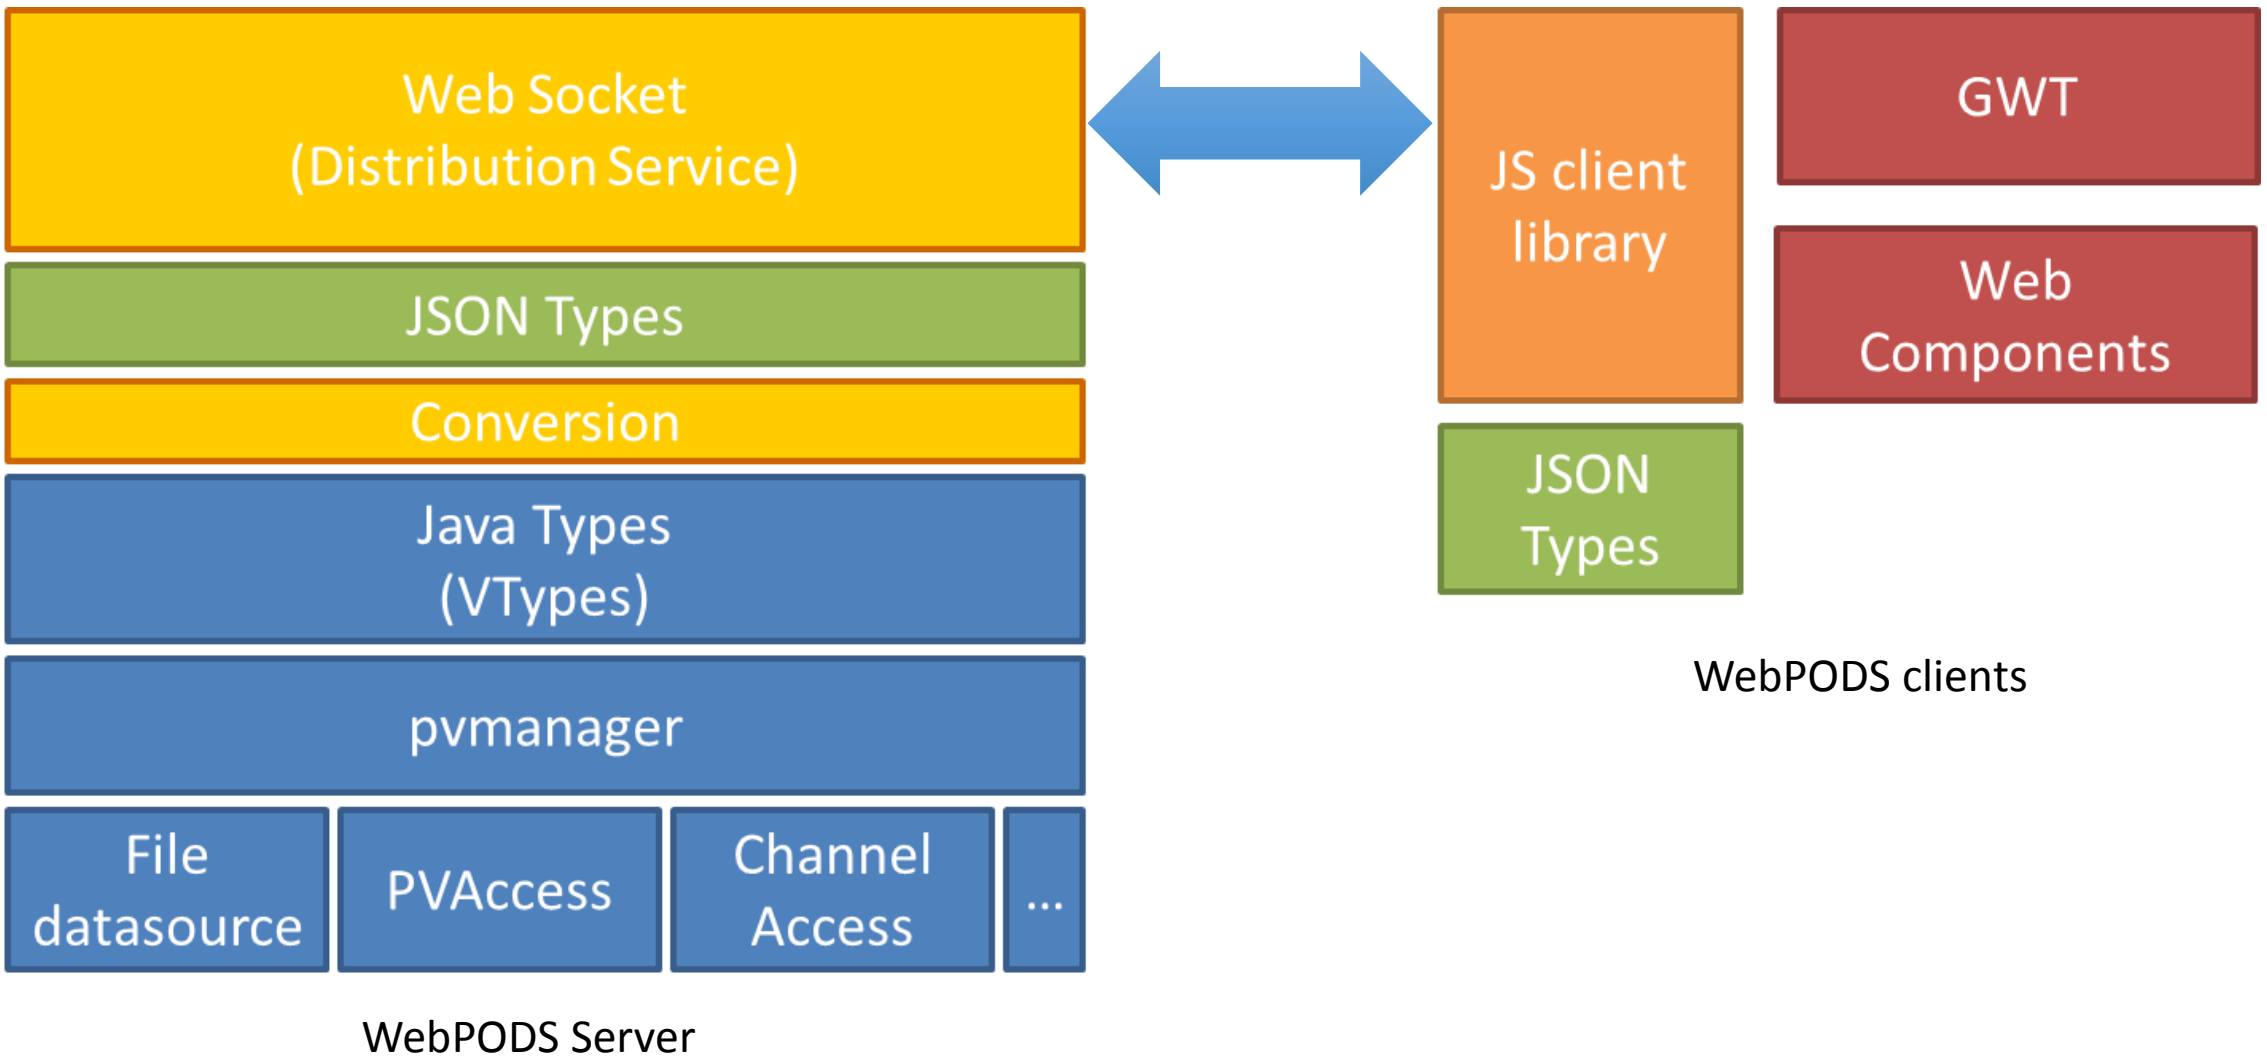 Web Socket
(Distribution Service)
JSON Types
Conversion
Java Types
(VTypes)
pvmanager
File
datasource
PVAccess
Channel
Access
...
WebPODS Server
JS client
library
GWT
Web
Components
JSON
Types
WebPODS clients